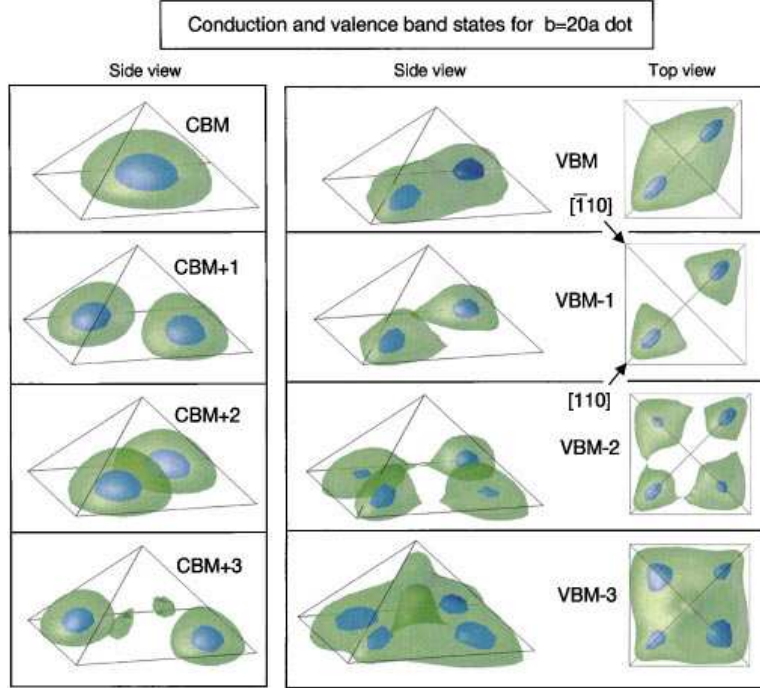 Conduction and valence band states for b=20a dot
Side view
Side view
Top view
CBM
VBM
[1̅10]
CBM+1
VBM-1
[110]
CBM+2
VBM-2
CBM+3
VBM-3